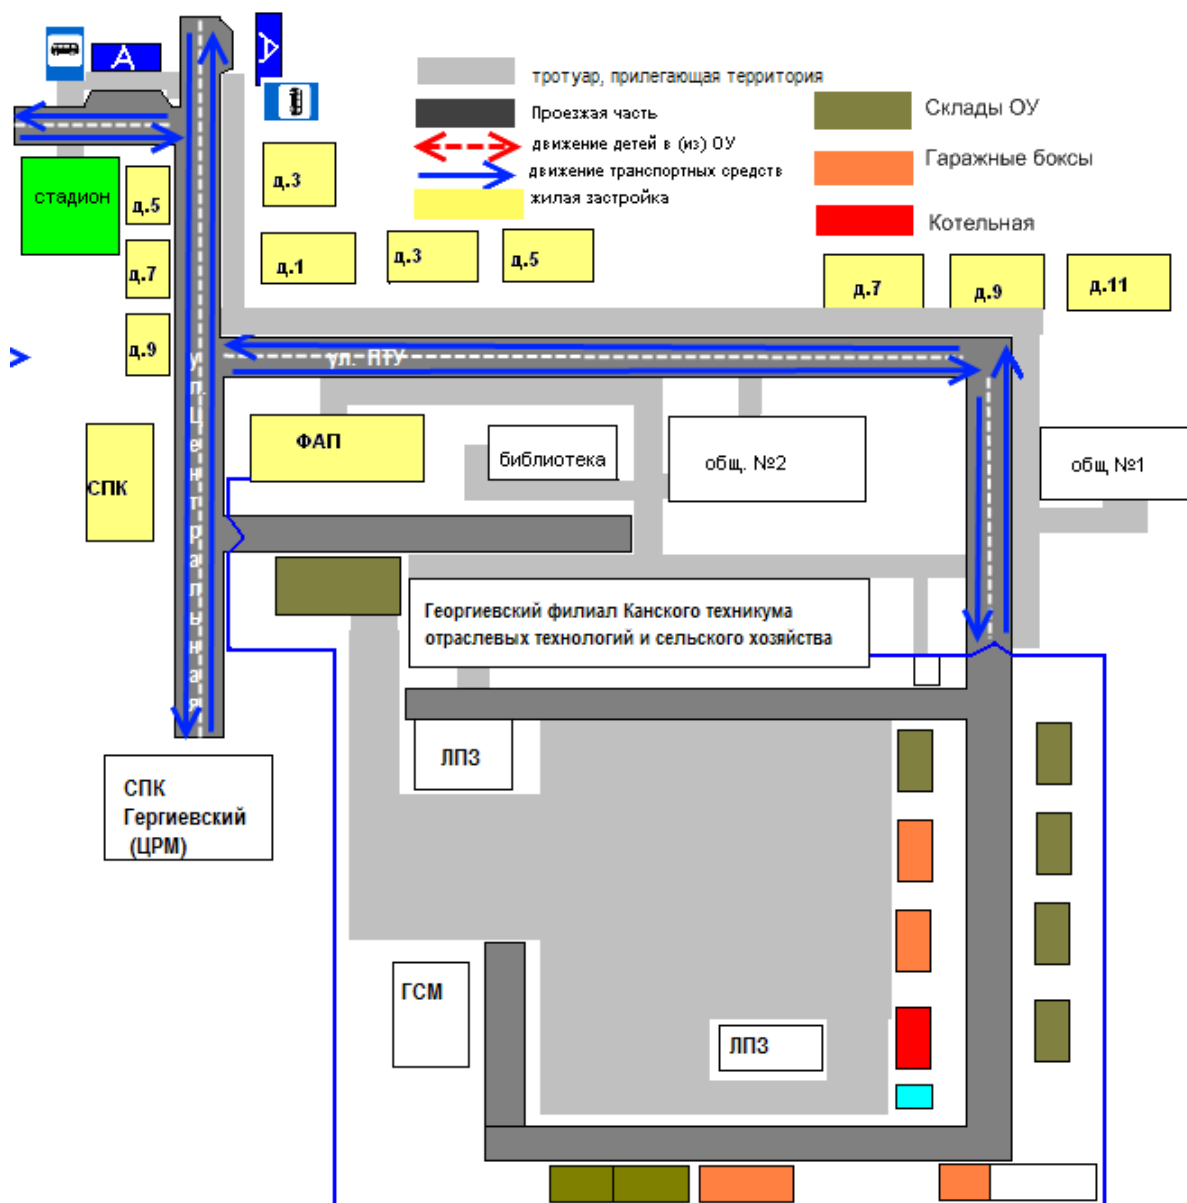 А
А
тротуар, прилегающая территория
Проезжая часть
движение детей в (из) ОУ
движение транспортных средств
жилая застройка
Склады ОУ
Гаражные боксы
Котельная
стадион
д.5
д.3
д.7
д.1
д.3
д.5
д.7
д.9
д.11
д.9
ул. ПТУ
ул. Центральная
ФАП
библиотека
общ. №2
общ №1
СПК
Георгиевский филиал Канского техникума
отраслевых технологий и сельского хозяйства
ЛПЗ
СПК
Гергиевский
(ЦРМ)
ГСМ
ЛПЗ